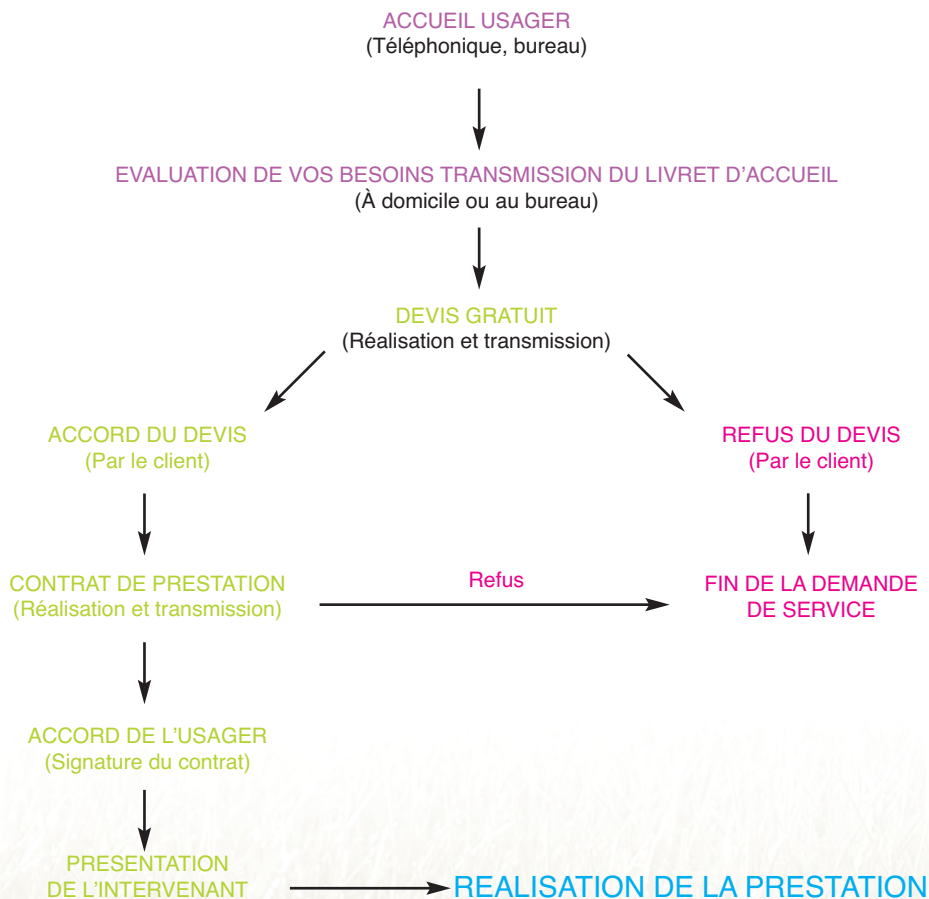 ACCUEIL USAGER
(Téléphonique, bureau)
EVALUATION DE VOS BESOINS TRANSMISSION DU LIVRET D'ACCUEIL
(À domicile ou au bureau)
DEVIS GRATUIT
(Réalisation et transmission)
ACCORD DU DEVIS
(Par le client)
REFUS DU DEVIS
(Par le client)
CONTRAT DE PRESTATION
(Réalisation et transmission)
Refus
FIN DE LA DEMANDE
DE SERVICE
ACCORD DE L'USAGER
(Signature du contrat)
PRESENTATION
DE L'INTERVENANT
REALISATION DE LA PRESTATION